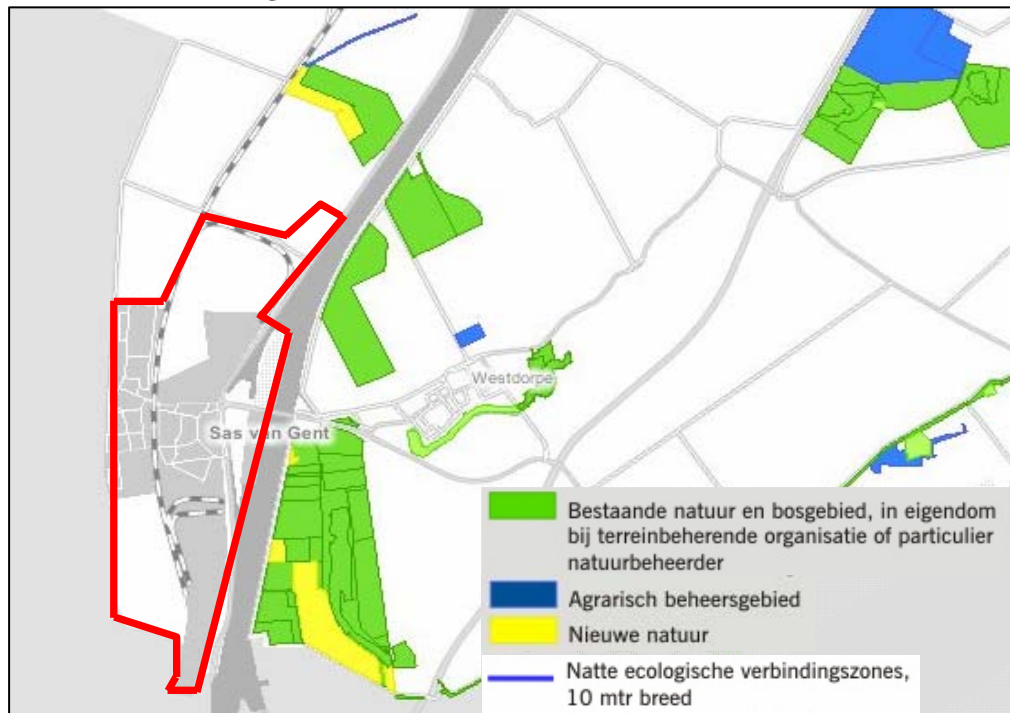 Westdorpe
Sas van Gent
Bestaande natuur en bosgebied, in eigendom
bij terreinbeherende organisatie of particulier
natuurbeheerder
Agrarisch beheersgebied
Nieuwe natuur
Natte ecologische verbindingszones,
10 mtr breed